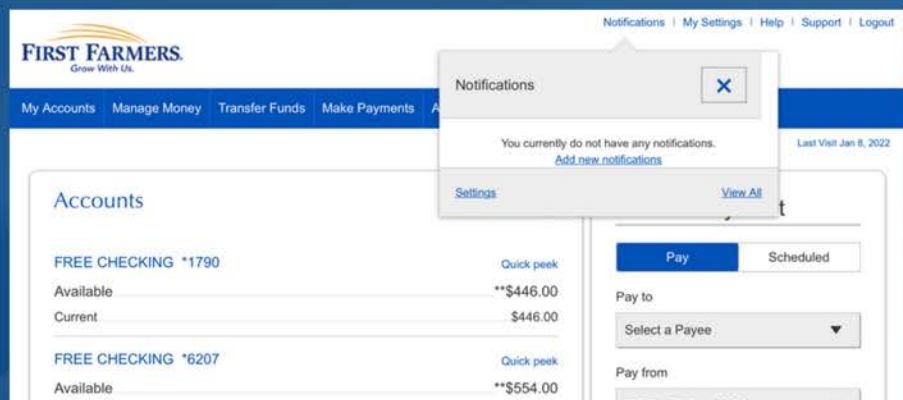 Notifications | My Settings | Help | Support | Logout
FIRST FARMERS.
Grow With Us.
Notifications
My Accounts Manage Money Transfer Funds Make Payments A
You currently do not have any notifications.
Add new notifications
Last Visit Jan 8, 2022
Settings View All
Accounts
FREE CHECKING *1790 Quick peek
Available **$446.00
Current $446.00
FREE CHECKING *6207 Quick peek
Available **$554.00
Pay Scheduled
Pay to
Select a Payee
Pay from